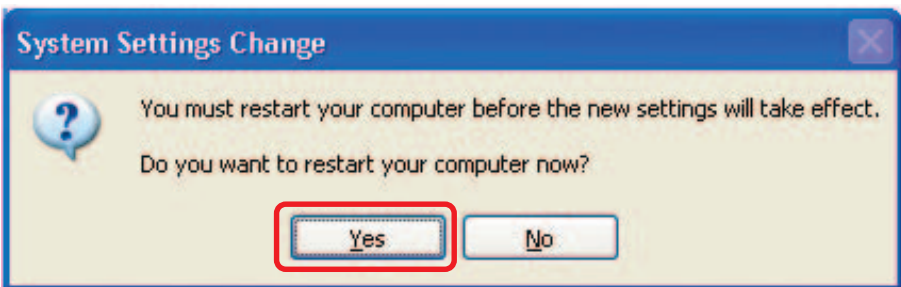 System Settings Change
You must restart your computer before the new settings will take effect.
Do you want to restart your computer now?
Yes No